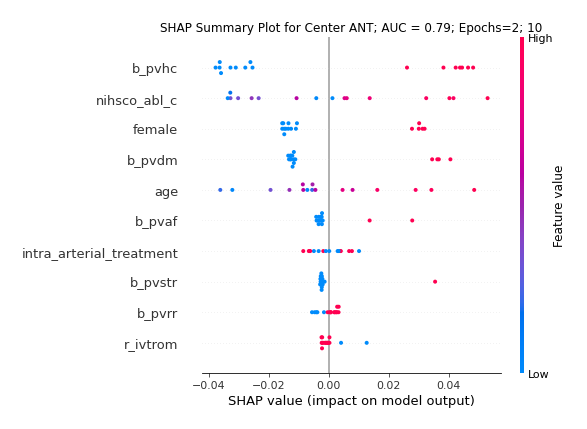 SHAP Summary Plot for Center ANT; AUC = 0.79; Epochs=2; 10
High
b_pvhc
nihsco_abl_c
female
b_pvdm
age
b_pvaf
intra_arterial_treatment
b_pvstr
b_pvrr
r_ivtrom
Feature value
Low
−0.04 −0.02 0.00 0.02 0.04
SHAP value (impact on model output)